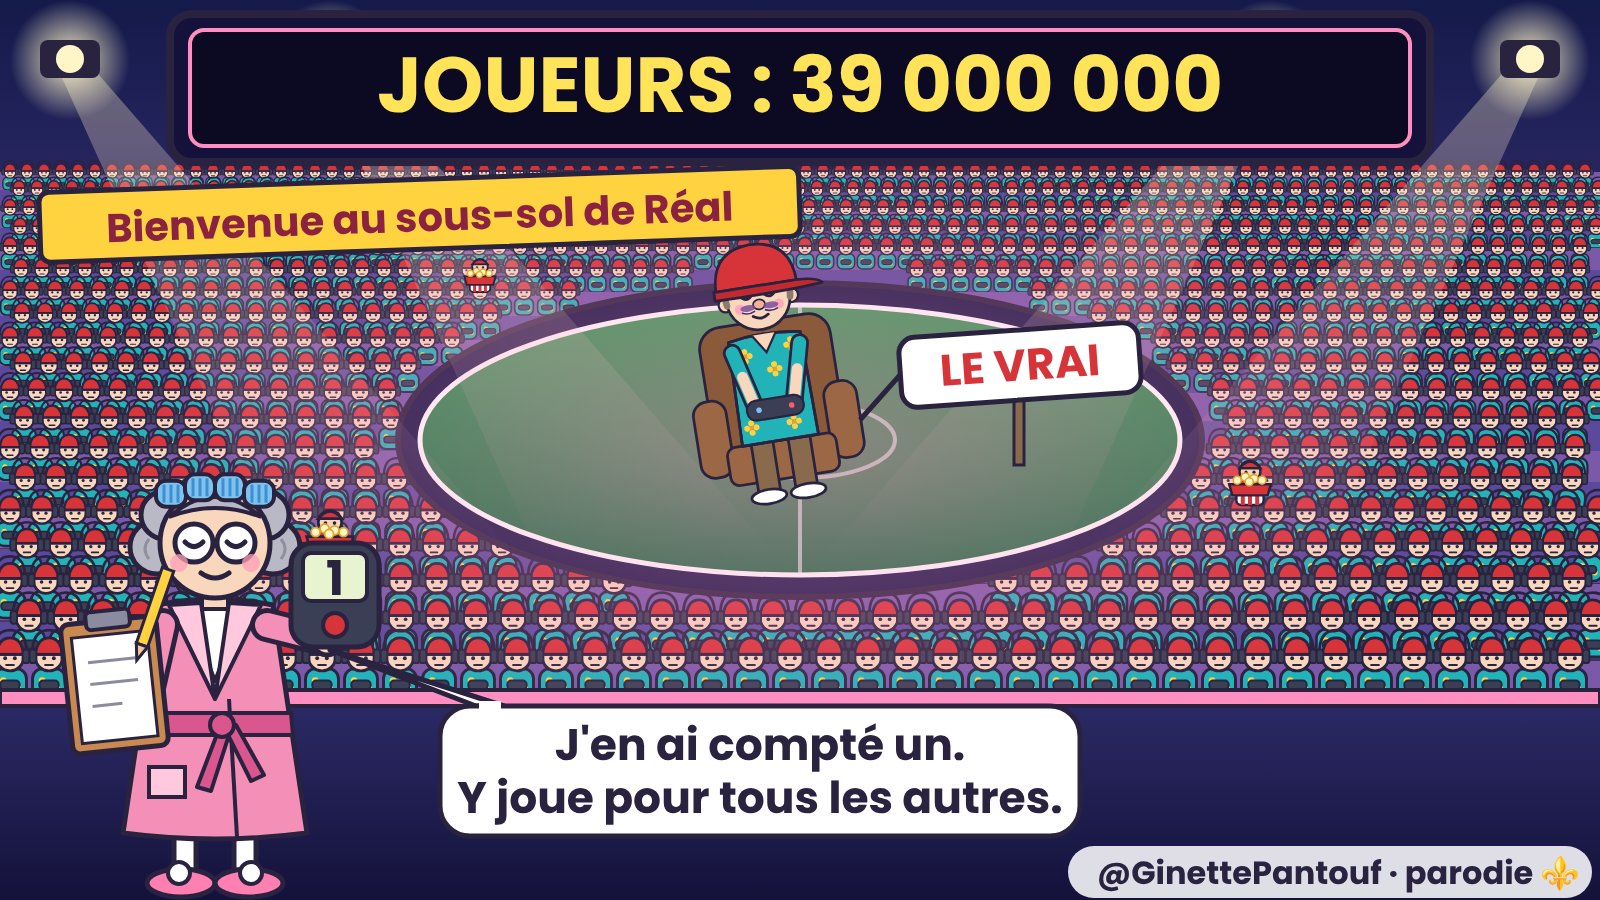 JOUEURS : 39 000 000
Bienvenue au sous-sol de Réal
LE VRAI
1
J'en ai compté un.
Y joue pour tous les autres.
@GinettePantouf · parodie ⚜️